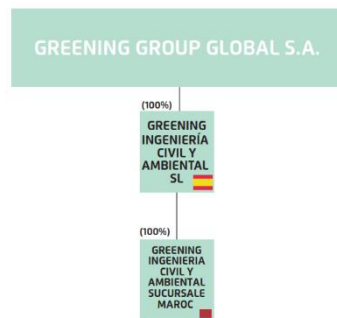 GREENING GROUP GLOBAL S.A.
(100%)
GREENING
INGENIERÍA
CIVIL Y
AMBIENTAL
SL
(100%)
GREENING
INGENIERIA
CIVIL Y
AMBIENTAL
SUCURSALE
MAROC